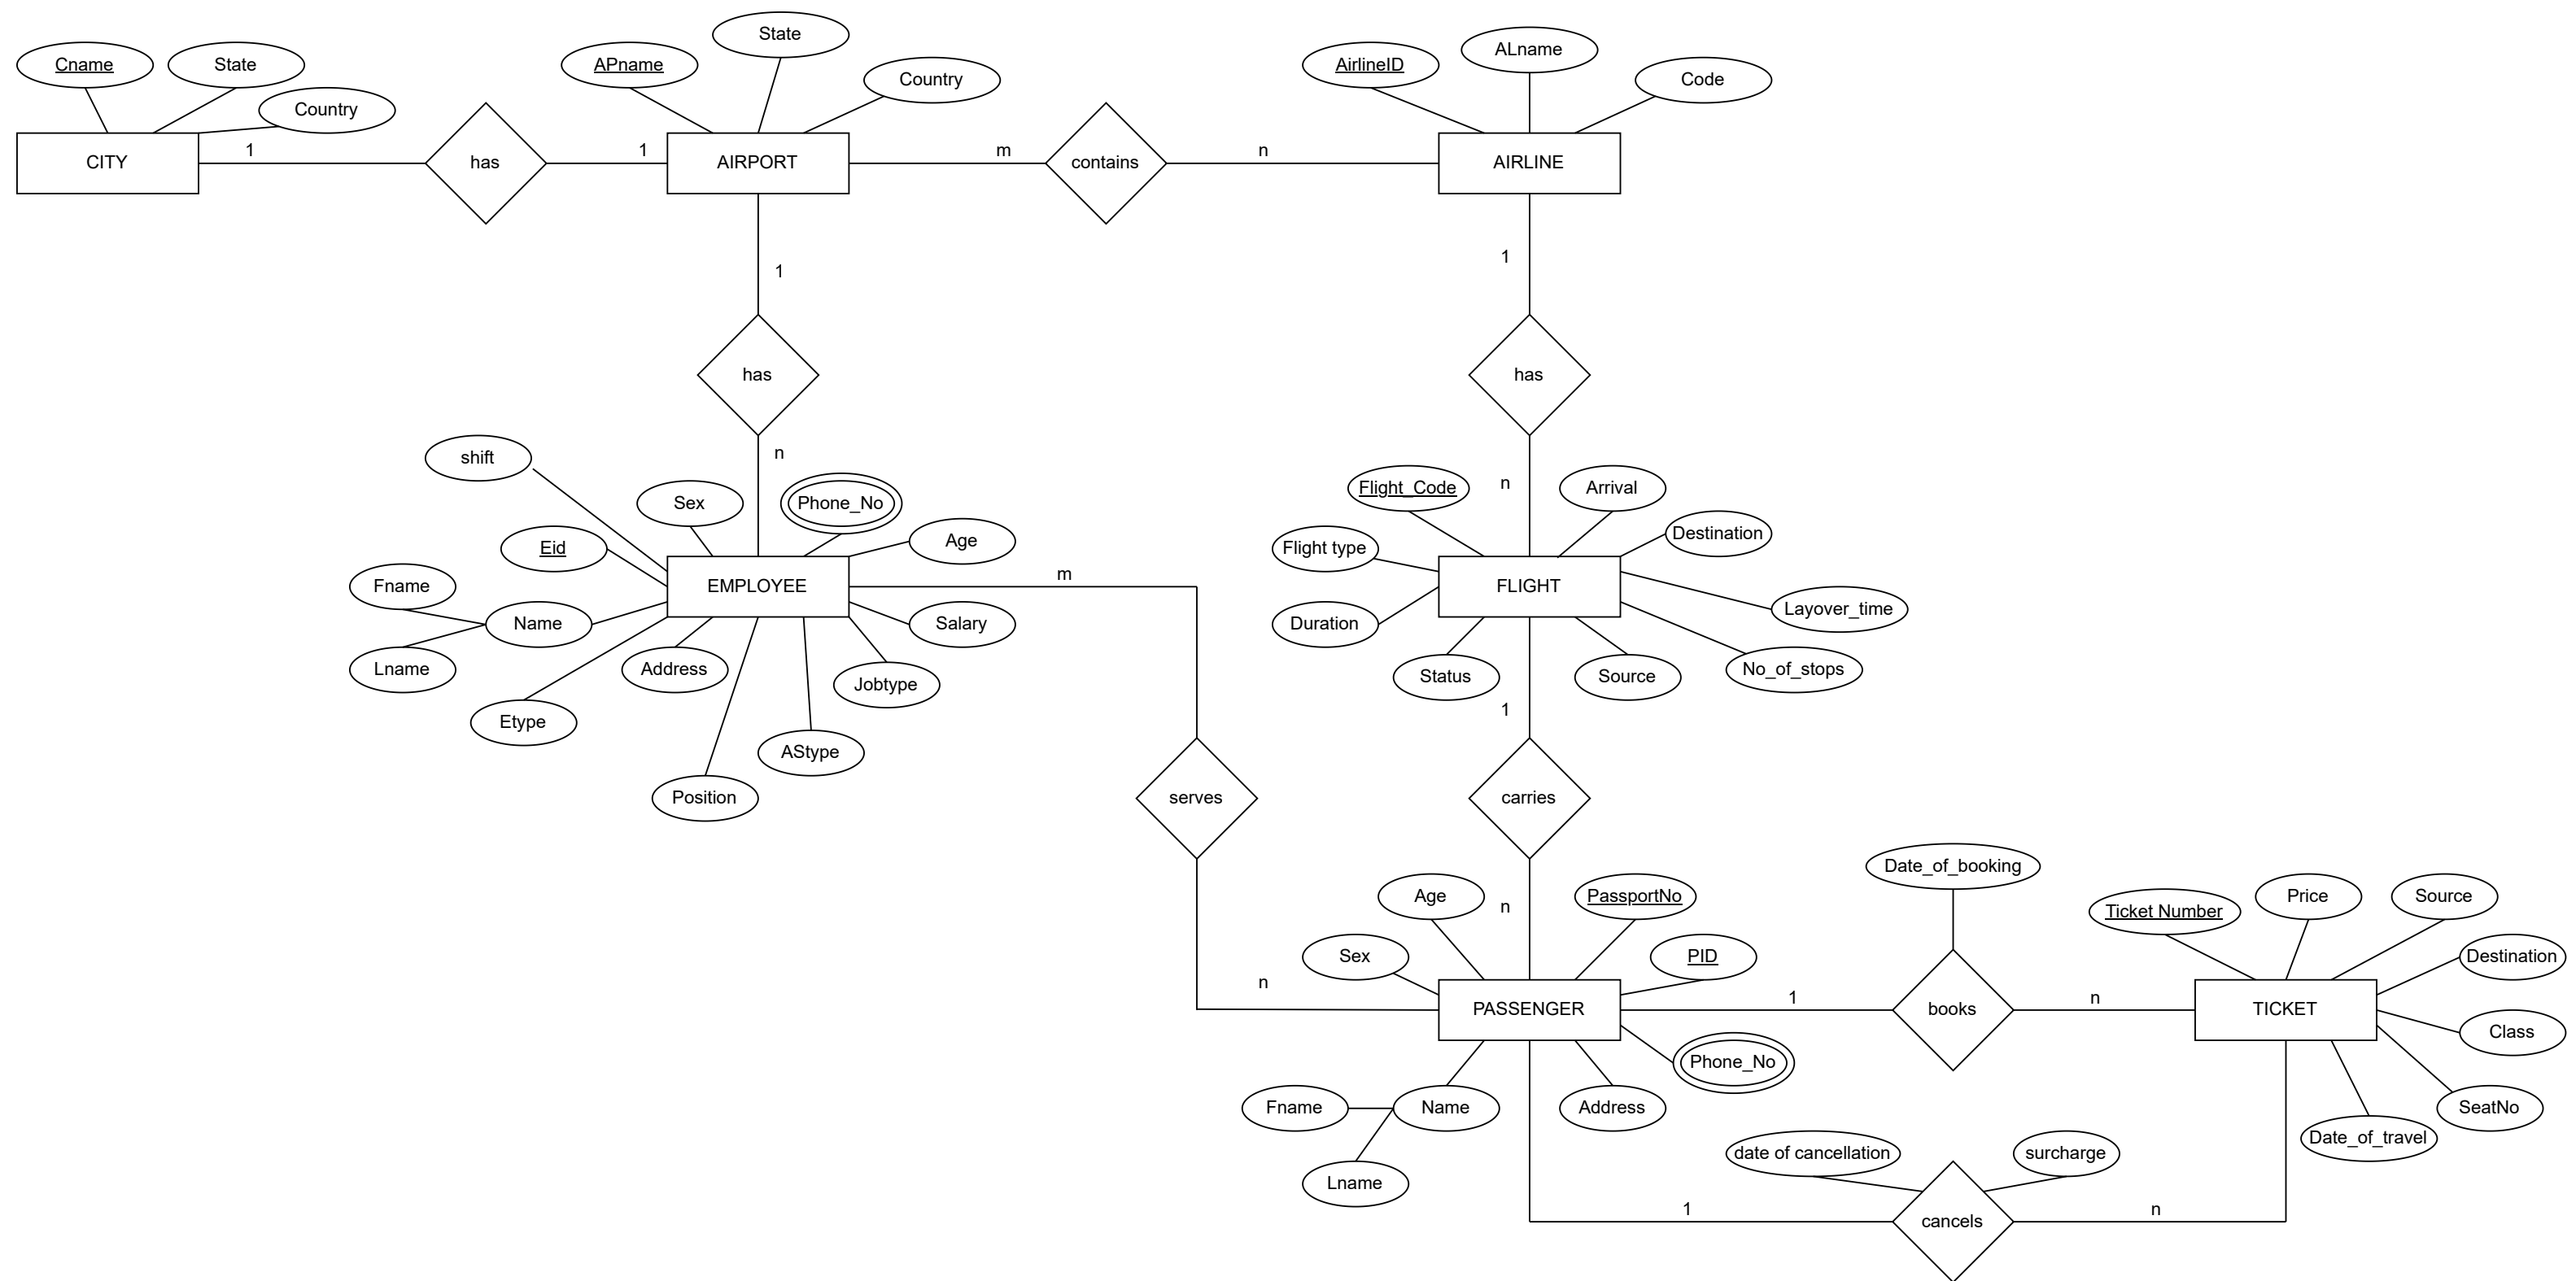 State
ALname
Cname
State
APname
Country
AirlineID
Code
Country
1
1
m
n
CITY
has
AIRPORT
contains
AIRLINE
1
1
has
has
n
shift
n
Sex
Phone_No
Flight_Code
Arrival
Eid
Age
Flight type
Destination
Fname
EMPLOYEE
m
FLIGHT
Name
Salary
Duration
Layover_time
Lname
Address
Jobtype
Status
Source
No_of_stops
Etype
1
AStype
Position
serves
carries
Date_of_booking
Age
n
PassportNo
Ticket Number
Price
Source
Sex
PID
Destination
n
1
n
PASSENGER
books
TICKET
Class
Phone_No
Fname
Name
Address
SeatNo
Date_of_travel
date of cancellation
surcharge
Lname
1
n
cancels